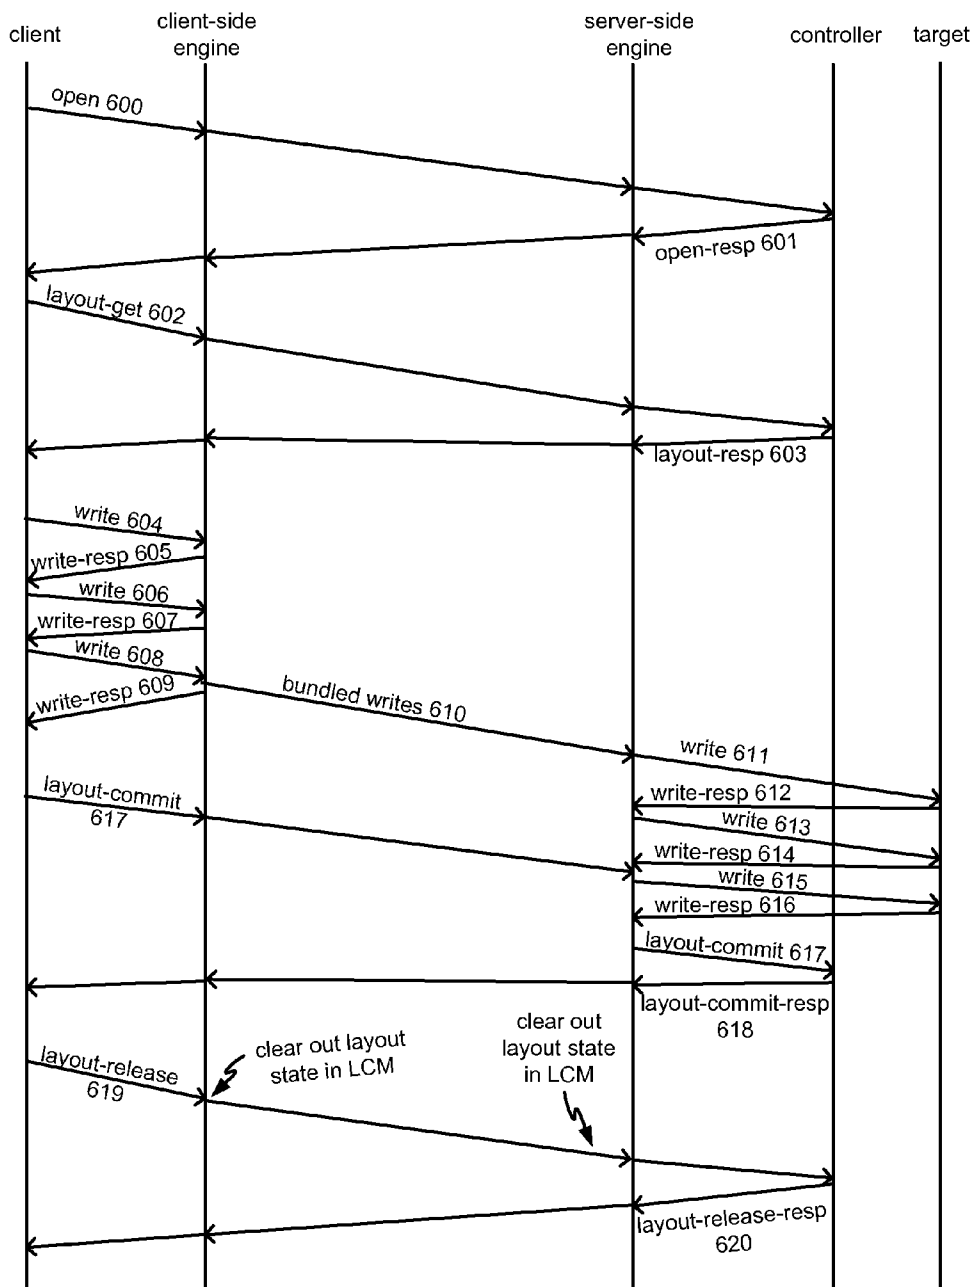 client
client-side
engine
server-side
engine
controller
target
open 600
open-resp 601
layout-get 602
layout-resp 603
write 604
write-resp 605
write 606
write-resp 607
write 608
write-resp 609
bundled writes 610
write 611
layout-commit
617
write-resp 612
write 613
write-resp 614
write 615
write-resp 616
layout-commit 617
layout-commit-resp
618
layout-release
619
clear out layout
state in LCM
clear out
layout state
in LCM
layout-release-resp
620